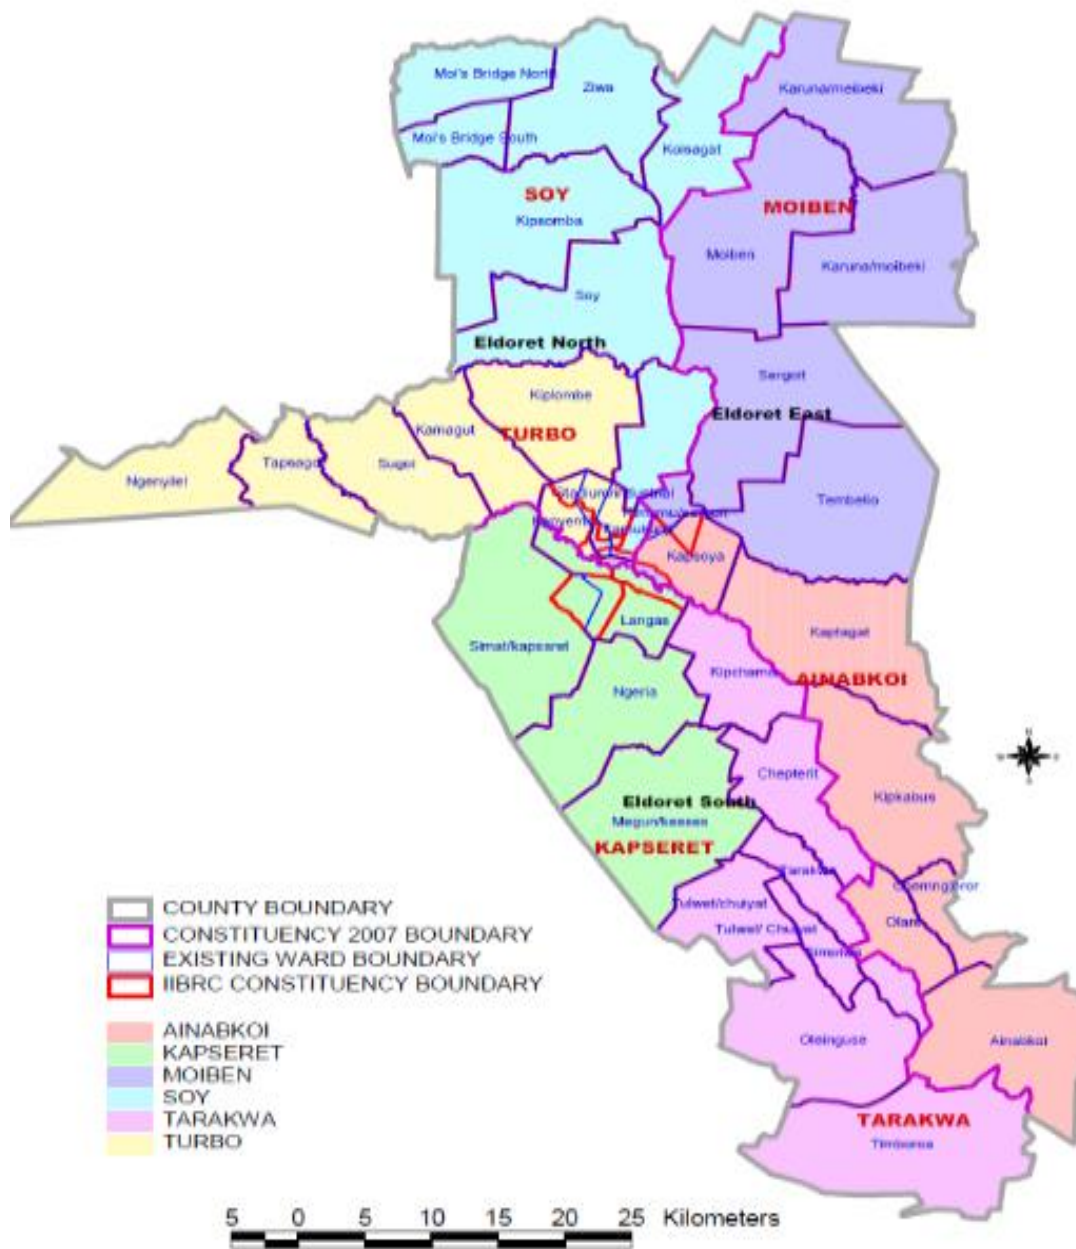 Moi's Bridge North
Ziwa
Karuna/meibeki
Moi's Bridge South
Koisagat
SOY
MOIBEN
Kipsomba
Moiben
Karuna/moibeki
Soy
Eldoret North
Sergoit
Kiplombe
Eldoret East
Kamagut
TURBO
Tapsagoi
Sugoi
Ngenyilel
Tembelio
Kapsoya
Langas
Kaptagat
Simat/kapseret
Kipchamo
AINABKOI
Ngeria
Chepterit
Kipkabus
Eldoret South
Megun/kesses
KAPSERET
Tarakwa
Tulwet/chuiyat
Olare
Tulwet/ Chuiyat
Oleinguse
Ainabkoi
TARAKWA
Timboroa
COUNTY BOUNDARY
CONSTITUENCY 2007 BOUNDARY
EXISTING WARD BOUNDARY
IIBRC CONSTITUENCY BOUNDARY
AINABKOI
KAPSERET
MOIBEN
SOY
TARAKWA
TURBO
5 0 5 10 15 20 25 Kilometers